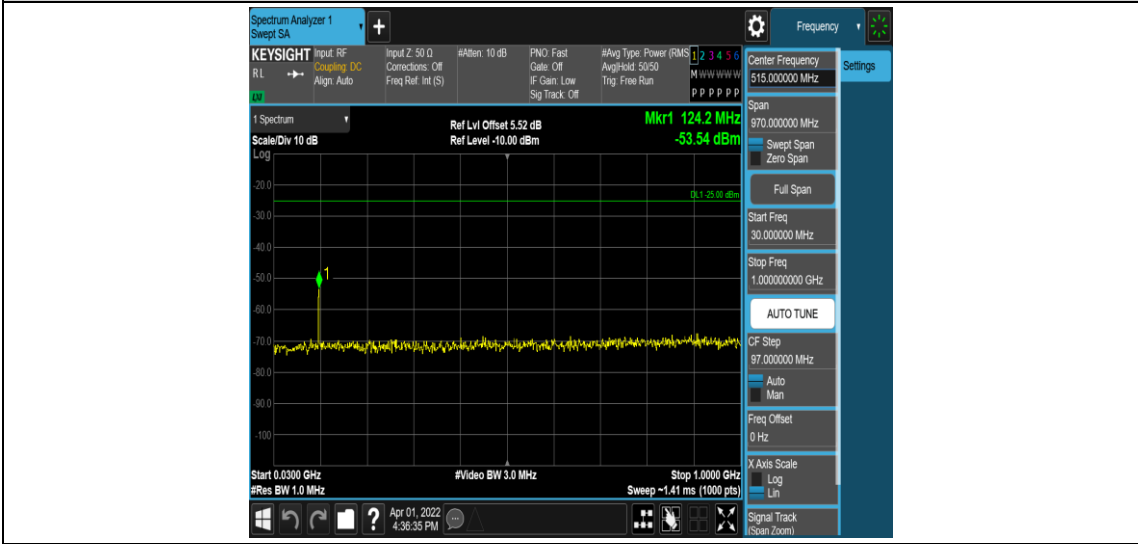 Spectrum Analyzer 1
Swept SA
+
Frequency
KEYSIGHT
RL
Input: RF
Coupling: DC
Align: Auto
Input Z: 50 Ω
Corrections: Off
Freq Ref: Int (S)
#Atten: 10 dB
PNO: Fast
Gate: Off
IF Gain: Low
Sig Track: Off
#Avg Type: Power (RMS
Avg|Hold: 50/50
Trig: Free Run
1 2 3 4 5 6
M W W W W W
P P P P P P
1 Spectrum
Scale/Div 10 dB
Log
Ref Lvl Offset 5.52 dB
Ref Level -10.00 dBm
Mkr1 124.2 MHz
-53.54 dBm
DL1 -25.00 dBm
-20.0
-30.0
-40.0
-50.0
-60.0
-70.0
-80.0
-90.0
-100
1
Start 0.0300 GHz
#Res BW 1.0 MHz
#Video BW 3.0 MHz
Stop 1.0000 GHz
Sweep ~1.41 ms (1000 pts)
Apr 01, 2022
4:36:35 PM
?
Center Frequency
515.000000 MHz
Settings
Span
970.000000 MHz
Swept Span
Zero Span
Full Span
Start Freq
30.000000 MHz
Stop Freq
1.000000000 GHz
AUTO TUNE
CF Step
97.000000 MHz
Auto
Man
Freq Offset
0 Hz
X Axis Scale
Log
Lin
Signal Track
(Span Zoom)